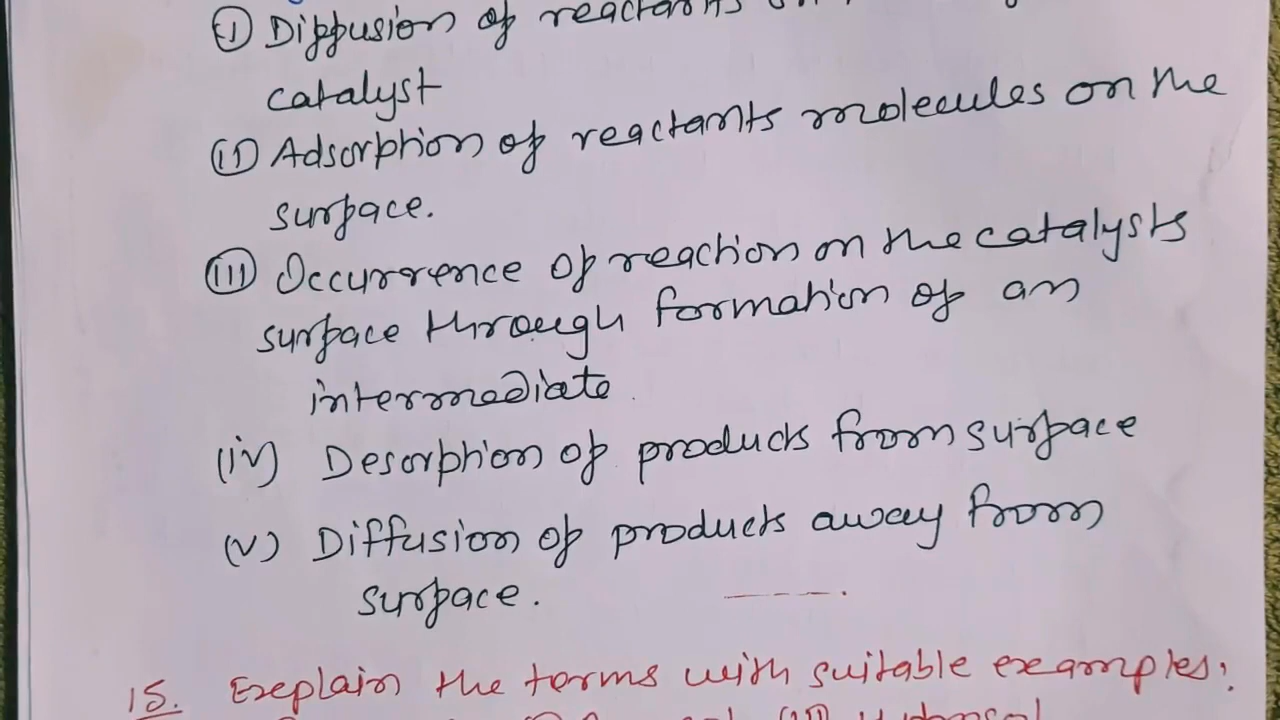 (i) Diffusion of reactants
catalyst
(ii) Adsorption of reactants molecules on the
surface.
(iii) Occurrence of reaction on the catalysts
surface through formation of an
intermediate
(iv) Desorption of products from surface
(v) Diffusion of products away from
surface.
15. Explain the terms with suitable examples: